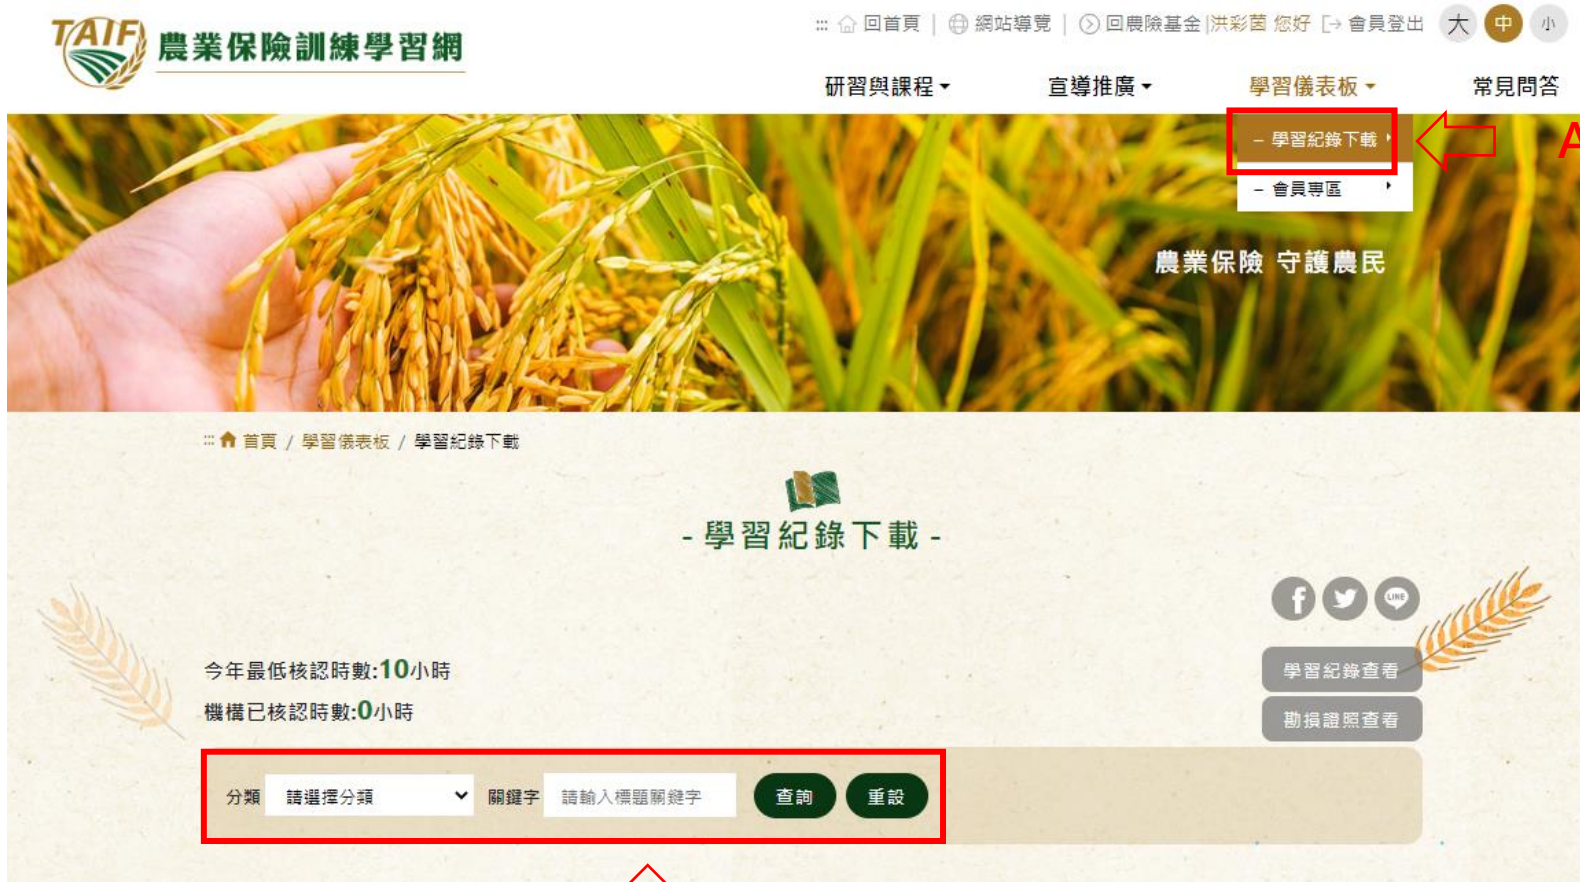 ::: 回首頁 | 網站導覽 | 回農險基金 |洪彩茵 您好 會員登出 大 中 小
TAIF 農業保險訓練學習網
研習與課程 宣導推廣 學習儀表板 常見問答
– 學習紀錄下載
A
– 會員專區
農業保險 守護農民
::: 首頁 / 學習儀表板 / 學習紀錄下載
- 學習紀錄下載 -
LINE
今年最低核認時數:10小時
學習紀錄查看
機構已核認時數:0小時
勘損證照查看
分類 請選擇分類 關鍵字 請輸入標題關鍵字 查詢 重設